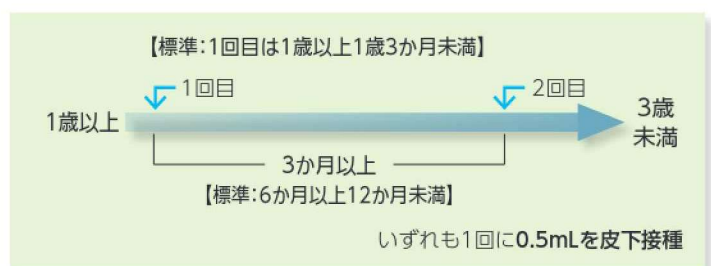 【標準：1回目は1歳以上1歳3か月未満】
1回目
2回目
1歳以上
3歳
未満
3か月以上
【標準：6か月以上12か月未満】
いずれも1回に0.5mLを皮下接種